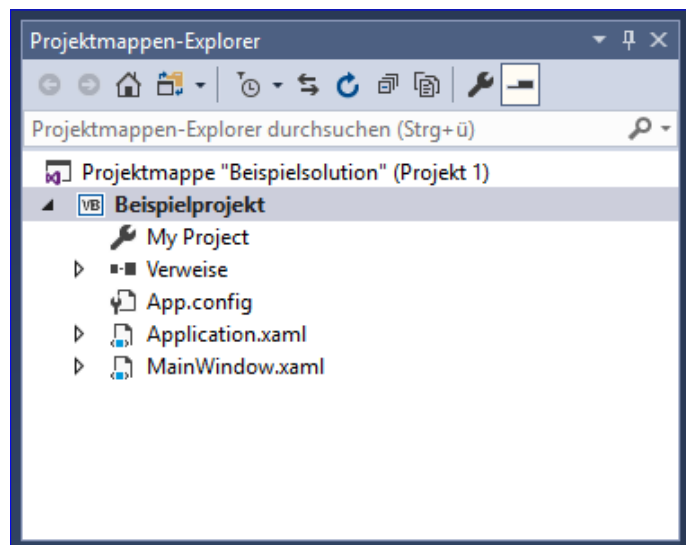 Projektmappen-Explorer
Projektmappen-Explorer durchsuchen (Strg+ü)
Projektmappe "Beispielsolution" (Projekt 1)
VB Beispielprojekt
My Project
Verweise
App.config
Application.xaml
MainWindow.xaml